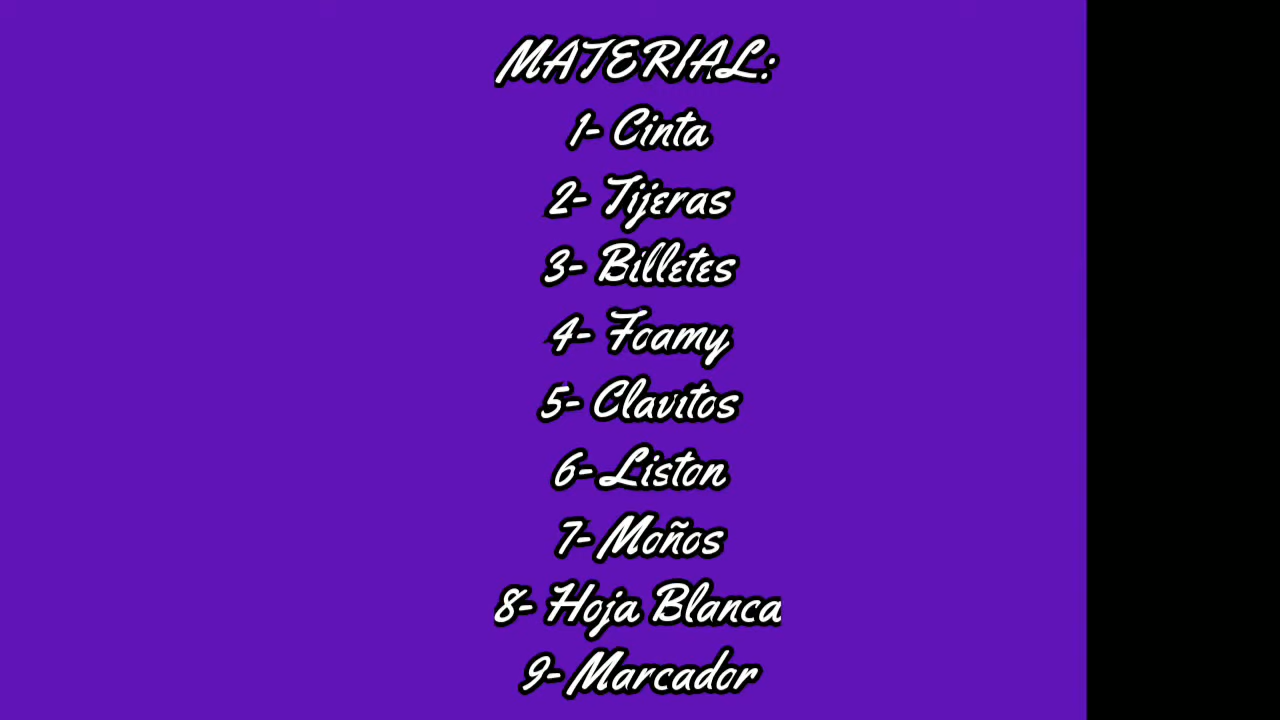 MATERIAL:
1- Cinta
2- Tijeras
3- Billetes
4- Foamy
5- Clavitos
6- Liston
7- Moños
8- Hoja Blanca
9- Marcador